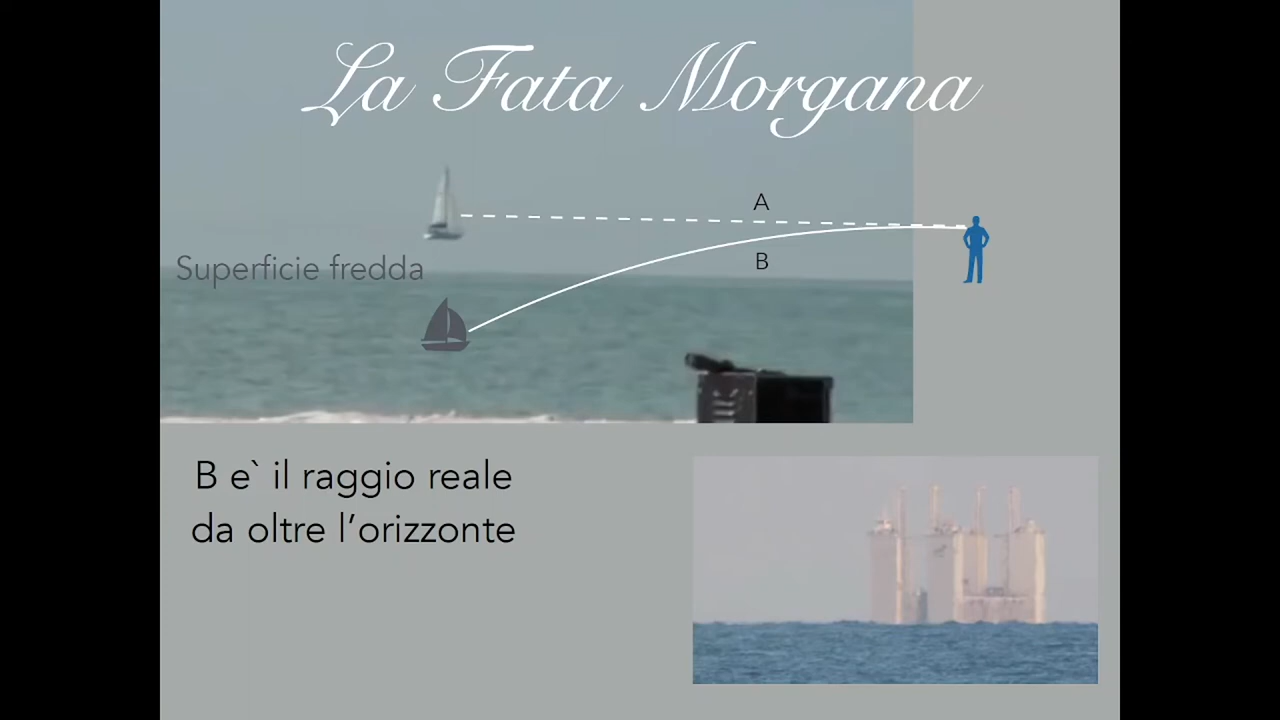 La Fata Morgana
A
B
Superficie fredda
B e` il raggio reale
da oltre l’orizzonte